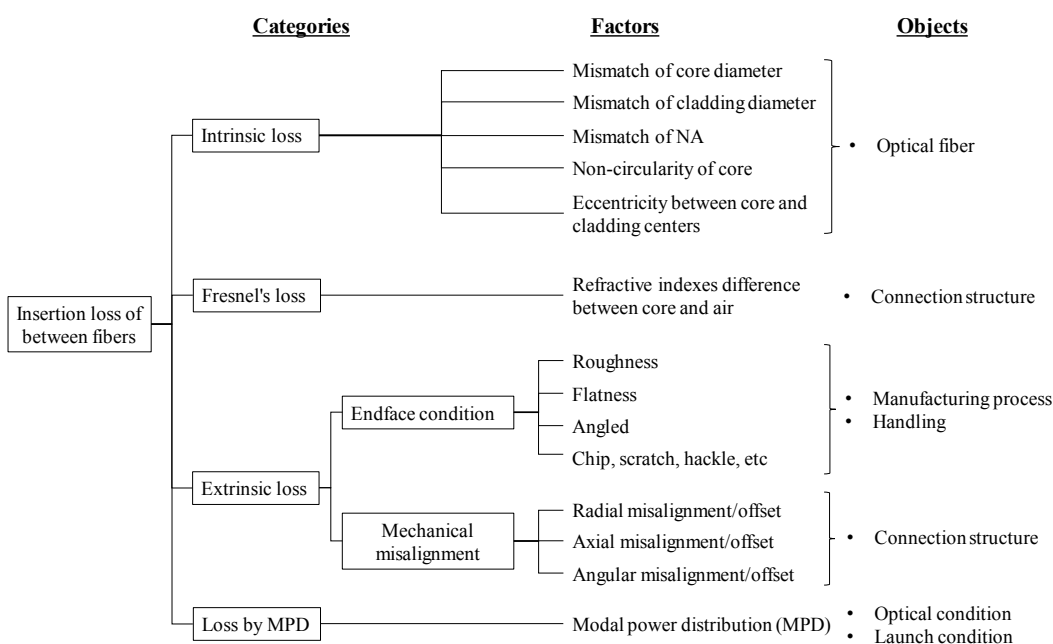 Categories
Factors
Objects
Insertion loss of
between fibers
Intrinsic loss
Mismatch of core diameter
Mismatch of cladding diameter
Mismatch of NA
Non-circularity of core
Eccentricity between core and
cladding centers
• Optical fiber
Fresnel's loss
Refractive indexes difference
between core and air
• Connection structure
Extrinsic loss
Endface condition
Roughness
Flatness
Angled
Chip, scratch, hackle, etc
• Manufacturing process
• Handling
Mechanical
misalignment
Radial misalignment/offset
Axial misalignment/offset
Angular misalignment/offset
• Connection structure
Loss by MPD
Modal power distribution (MPD)
• Optical condition
• Launch condition